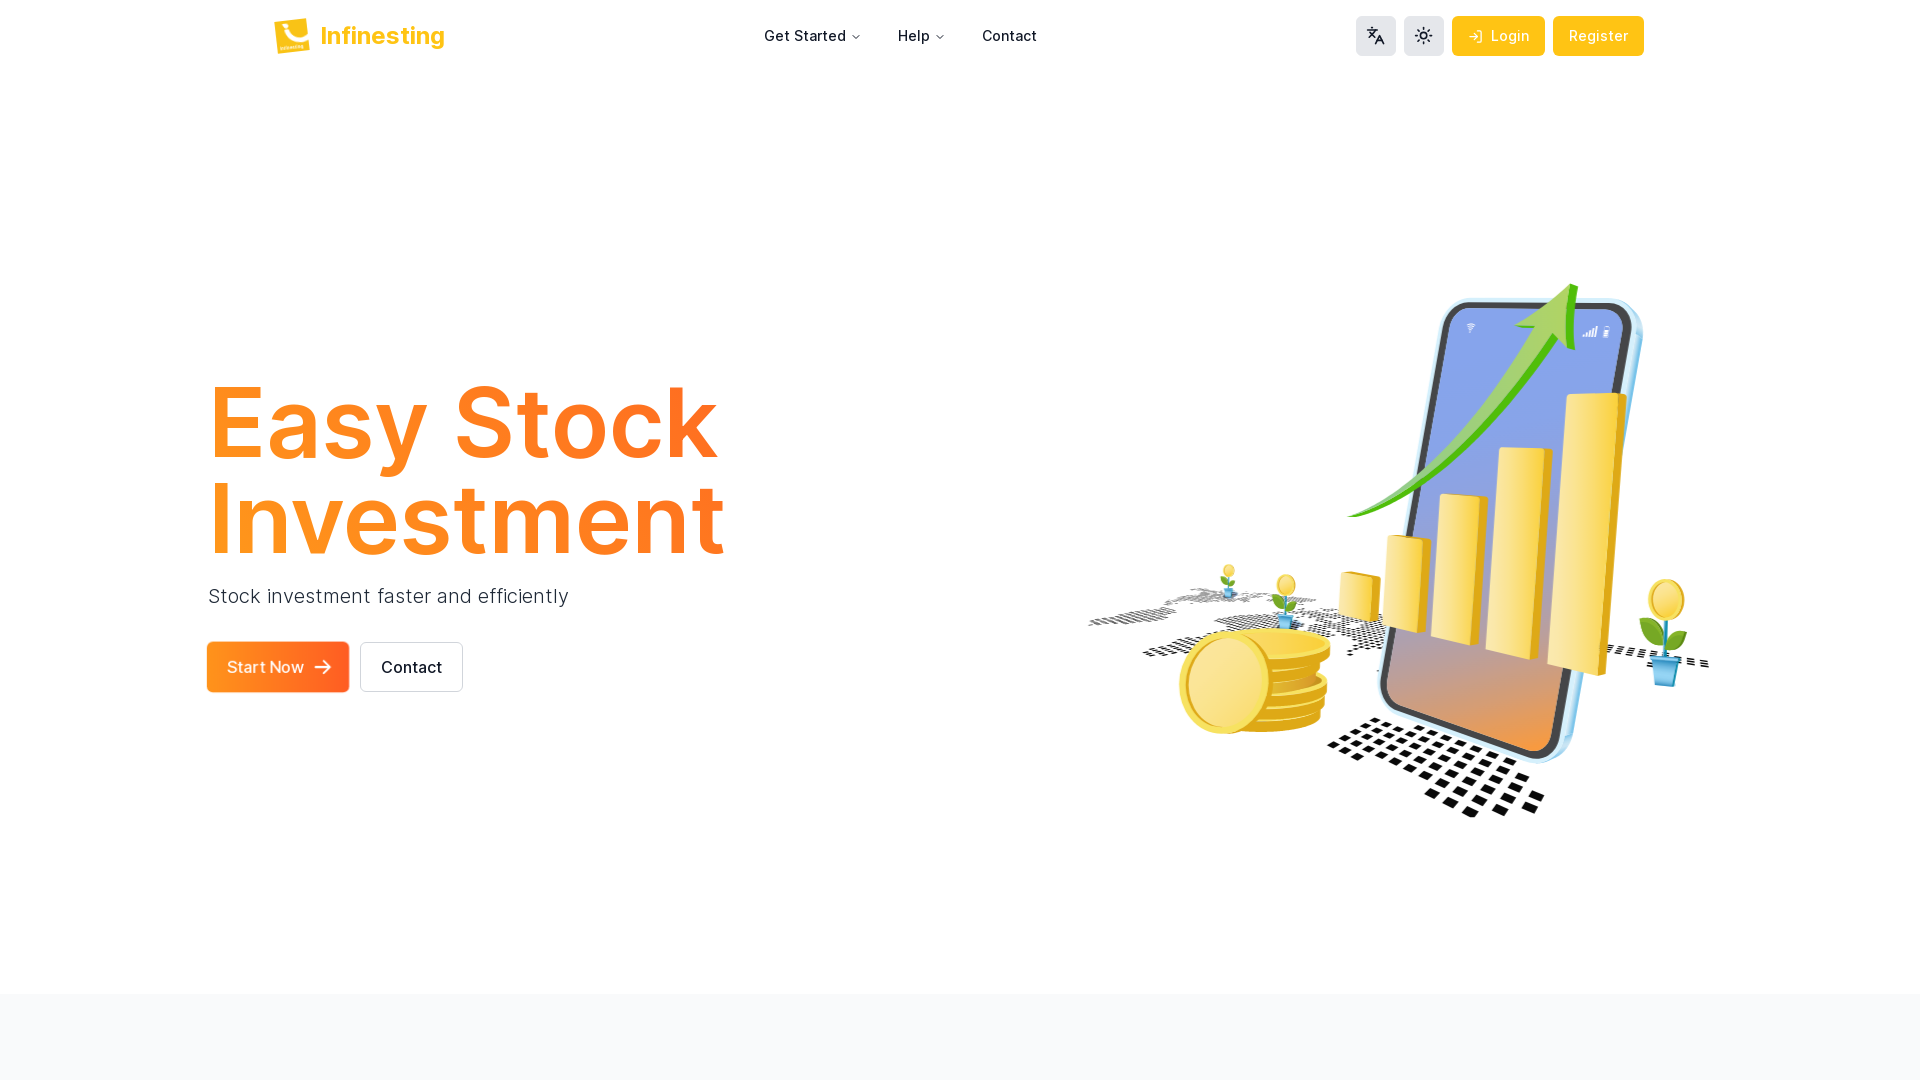 Infinesting
Get Started
Help
Contact
Login
Register
Easy Stock
Investment
Stock investment faster and efficiently
Start Now
Contact